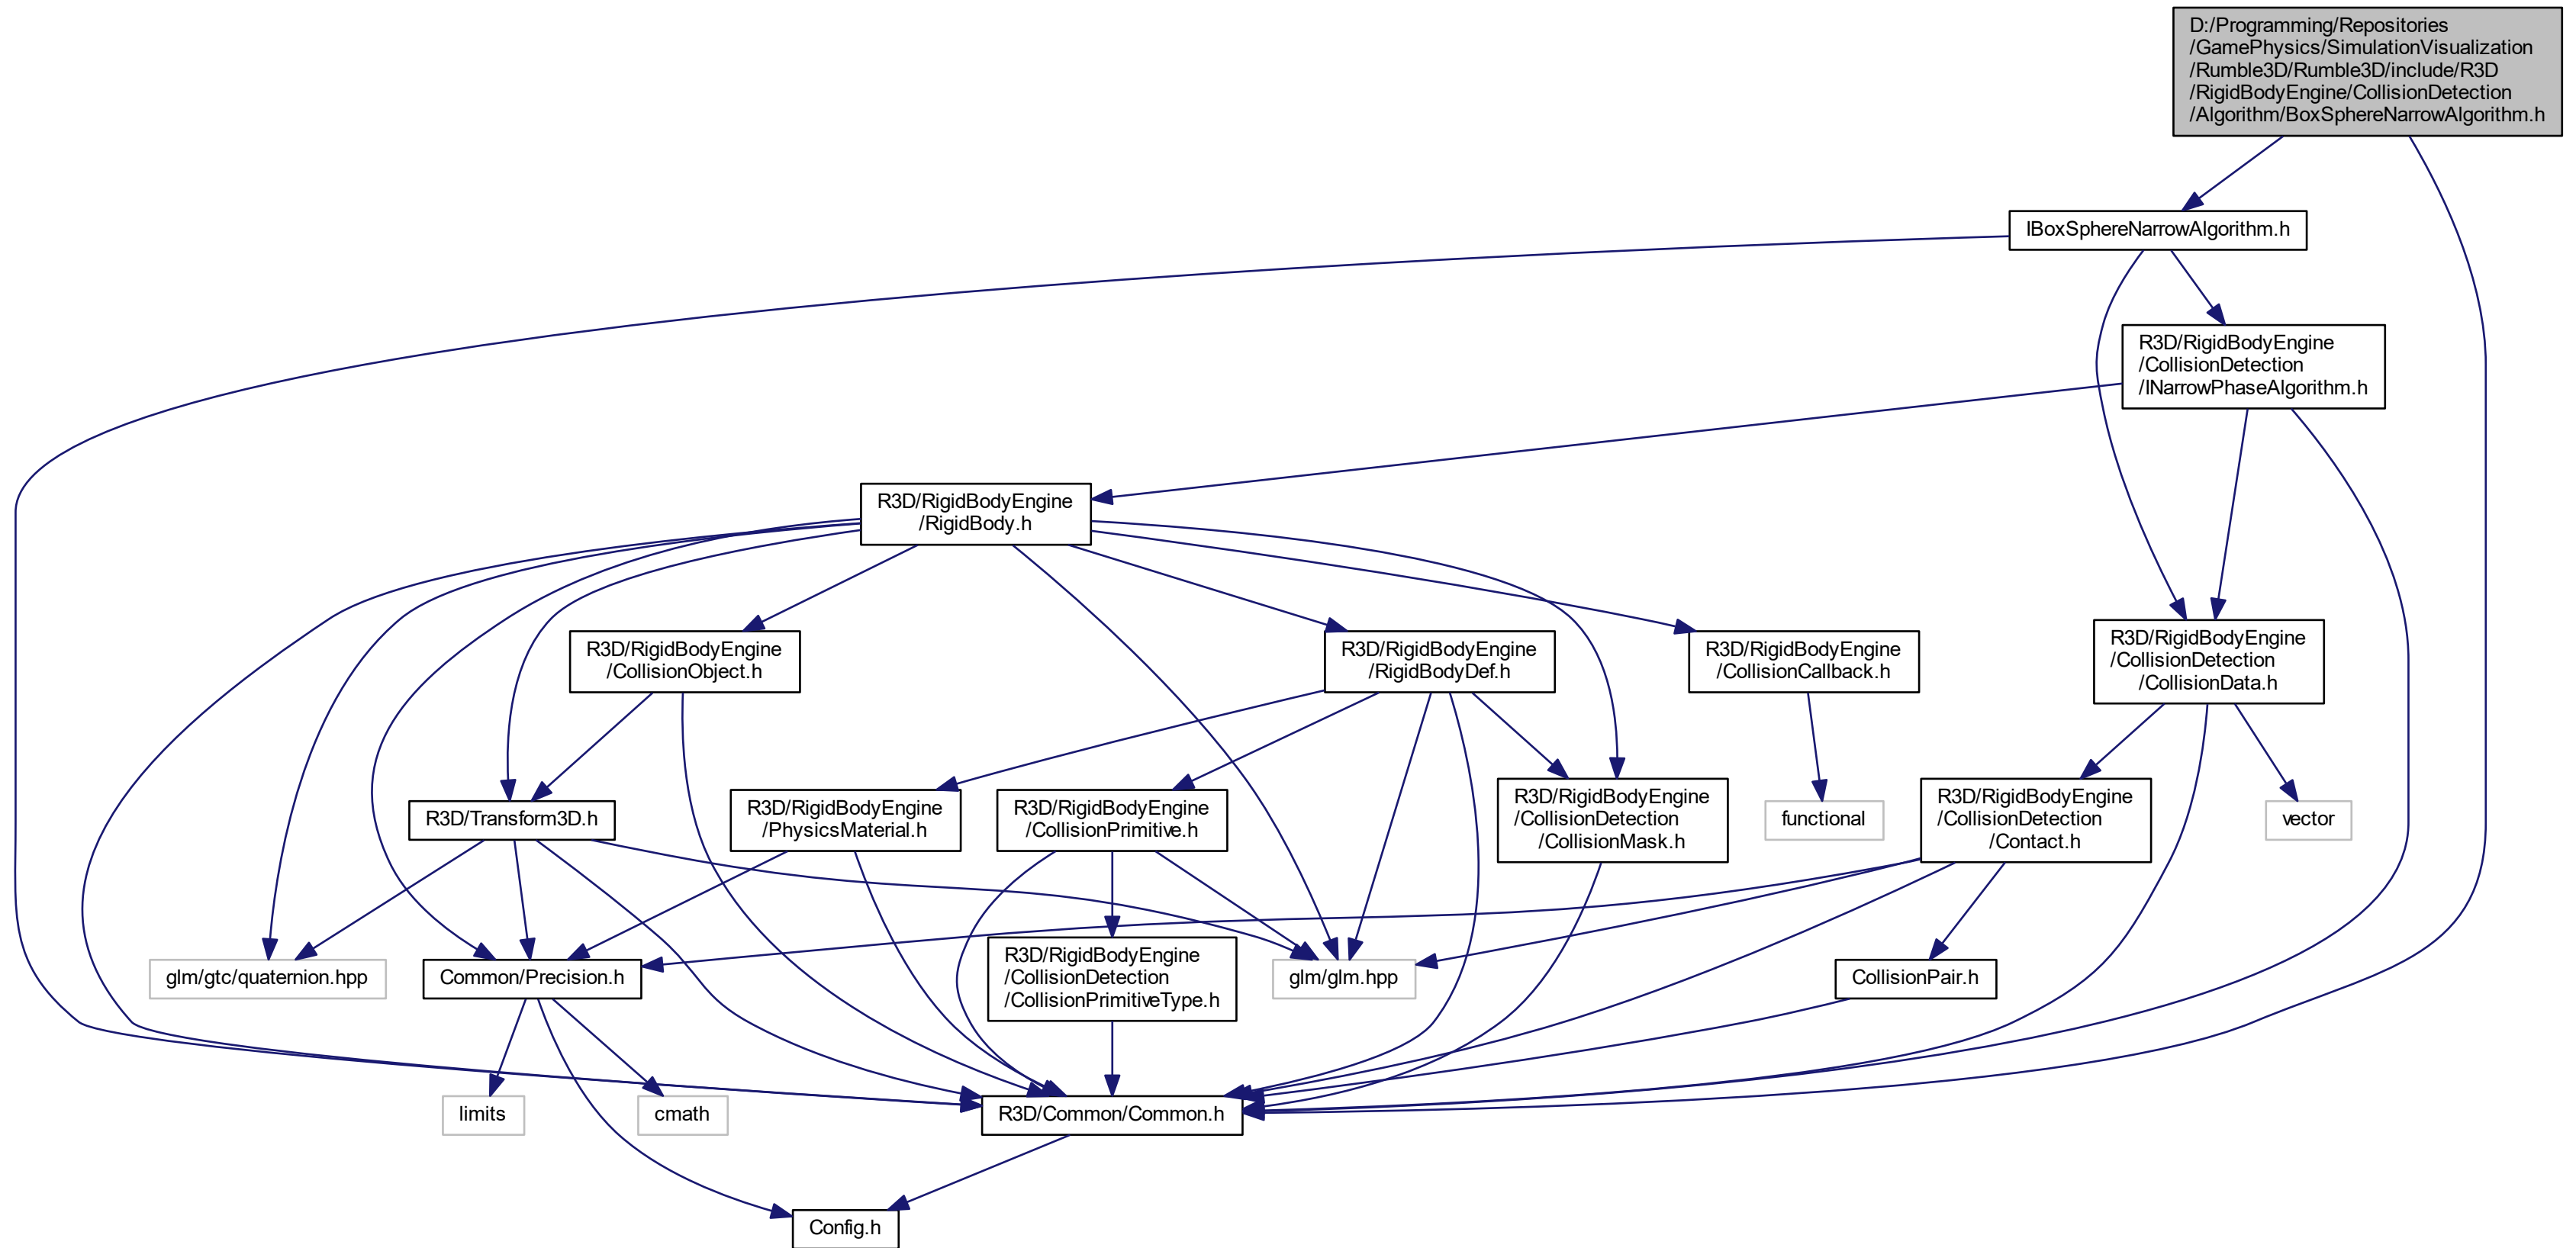 D:/Programming/Repositories
/GamePhysics/SimulationVisualization
/Rumble3D/Rumble3D/include/R3D
/RigidBodyEngine/CollisionDetection
/Algorithm/BoxSphereNarrowAlgorithm.h
IBoxSphereNarrowAlgorithm.h
R3D/RigidBodyEngine
/CollisionDetection
/INarrowPhaseAlgorithm.h
R3D/RigidBodyEngine
/RigidBody.h
R3D/RigidBodyEngine
/CollisionObject.h
R3D/RigidBodyEngine
/RigidBodyDef.h
R3D/RigidBodyEngine
/CollisionCallback.h
R3D/RigidBodyEngine
/CollisionDetection
/CollisionData.h
R3D/Transform3D.h
R3D/RigidBodyEngine
/PhysicsMaterial.h
R3D/RigidBodyEngine
/CollisionPrimitive.h
R3D/RigidBodyEngine
/CollisionDetection
/CollisionMask.h
functional
R3D/RigidBodyEngine
/CollisionDetection
/Contact.h
vector
glm/gtc/quaternion.hpp
Common/Precision.h
R3D/RigidBodyEngine
/CollisionDetection
/CollisionPrimitiveType.h
glm/glm.hpp
CollisionPair.h
limits
cmath
R3D/Common/Common.h
Config.h